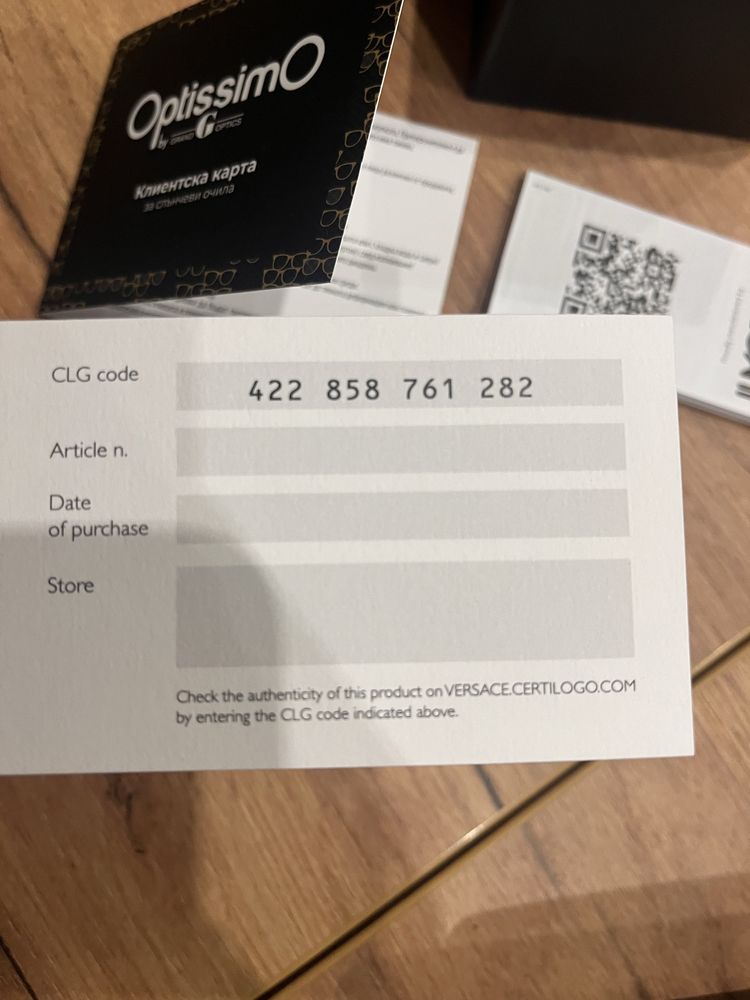 OptissimO
by GRAND OPTICS
Клиентска карта
за слънчеви очила
CLG code
422 858 761 282
Article n.
Date
of purchase
Store
Check the authenticity of this product on VERSACE.CERTILOGO.COM
by entering the CLG code indicated above.